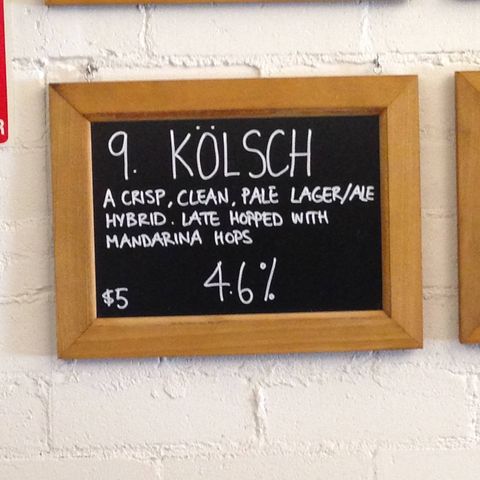 9. KÖLSCH
A CRISP, CLEAN, PALE LAGER/ALE
HYBRID. LATE HOPPED WITH
MANDARINA HOPS
$5 4.6%
R